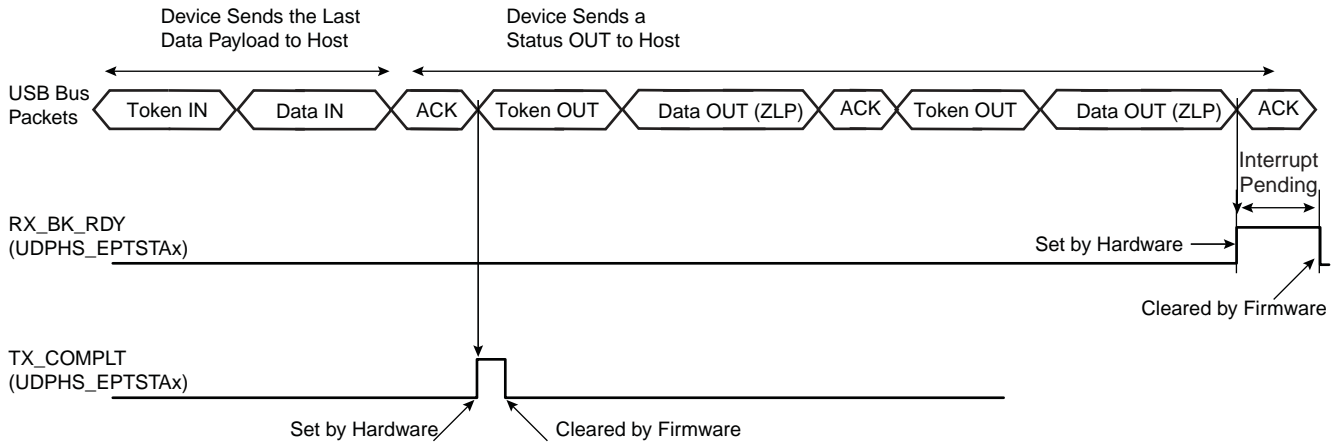 Device Sends the Last
Data Payload to Host
Device Sends a
Status OUT to Host
USB Bus
Packets
Token IN
Data IN
ACK
Token OUT
Data OUT (ZLP)
ACK
Token OUT
Data OUT (ZLP)
ACK
Interrupt
Pending
RX_BK_RDY
(UDPHS_EPTSTAx)
Set by Hardware
Cleared by Firmware
TX_COMPLT
(UDPHS_EPTSTAx)
Set by Hardware
Cleared by Firmware